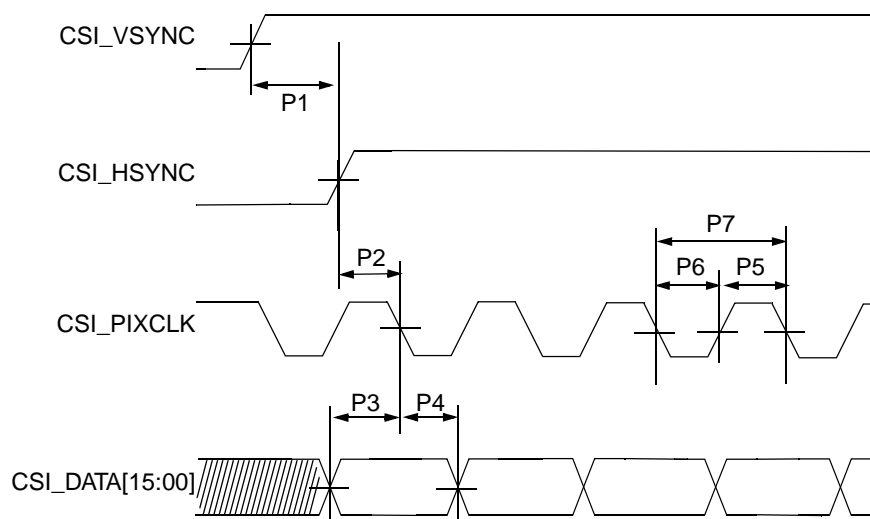 CSI_VSYNC
P1
CSI_HSYNC
P7
P2
P6
P5
CSI_PIXCLK
P3
P4
CSI_DATA[15:00]